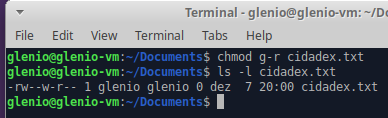 Terminal - glenio@glenio-vm: ~/Docum
File Edit View Terminal Tabs Help
glenio@glenio-vm:~/Documents$ chmod g-r cidadex.txt
glenio@glenio-vm:~/Documents$ ls -l cidadex.txt
-rw--w-r-- 1 glenio glenio 0 dez  7 20:00 cidadex.txt
glenio@glenio-vm:~/Documents$